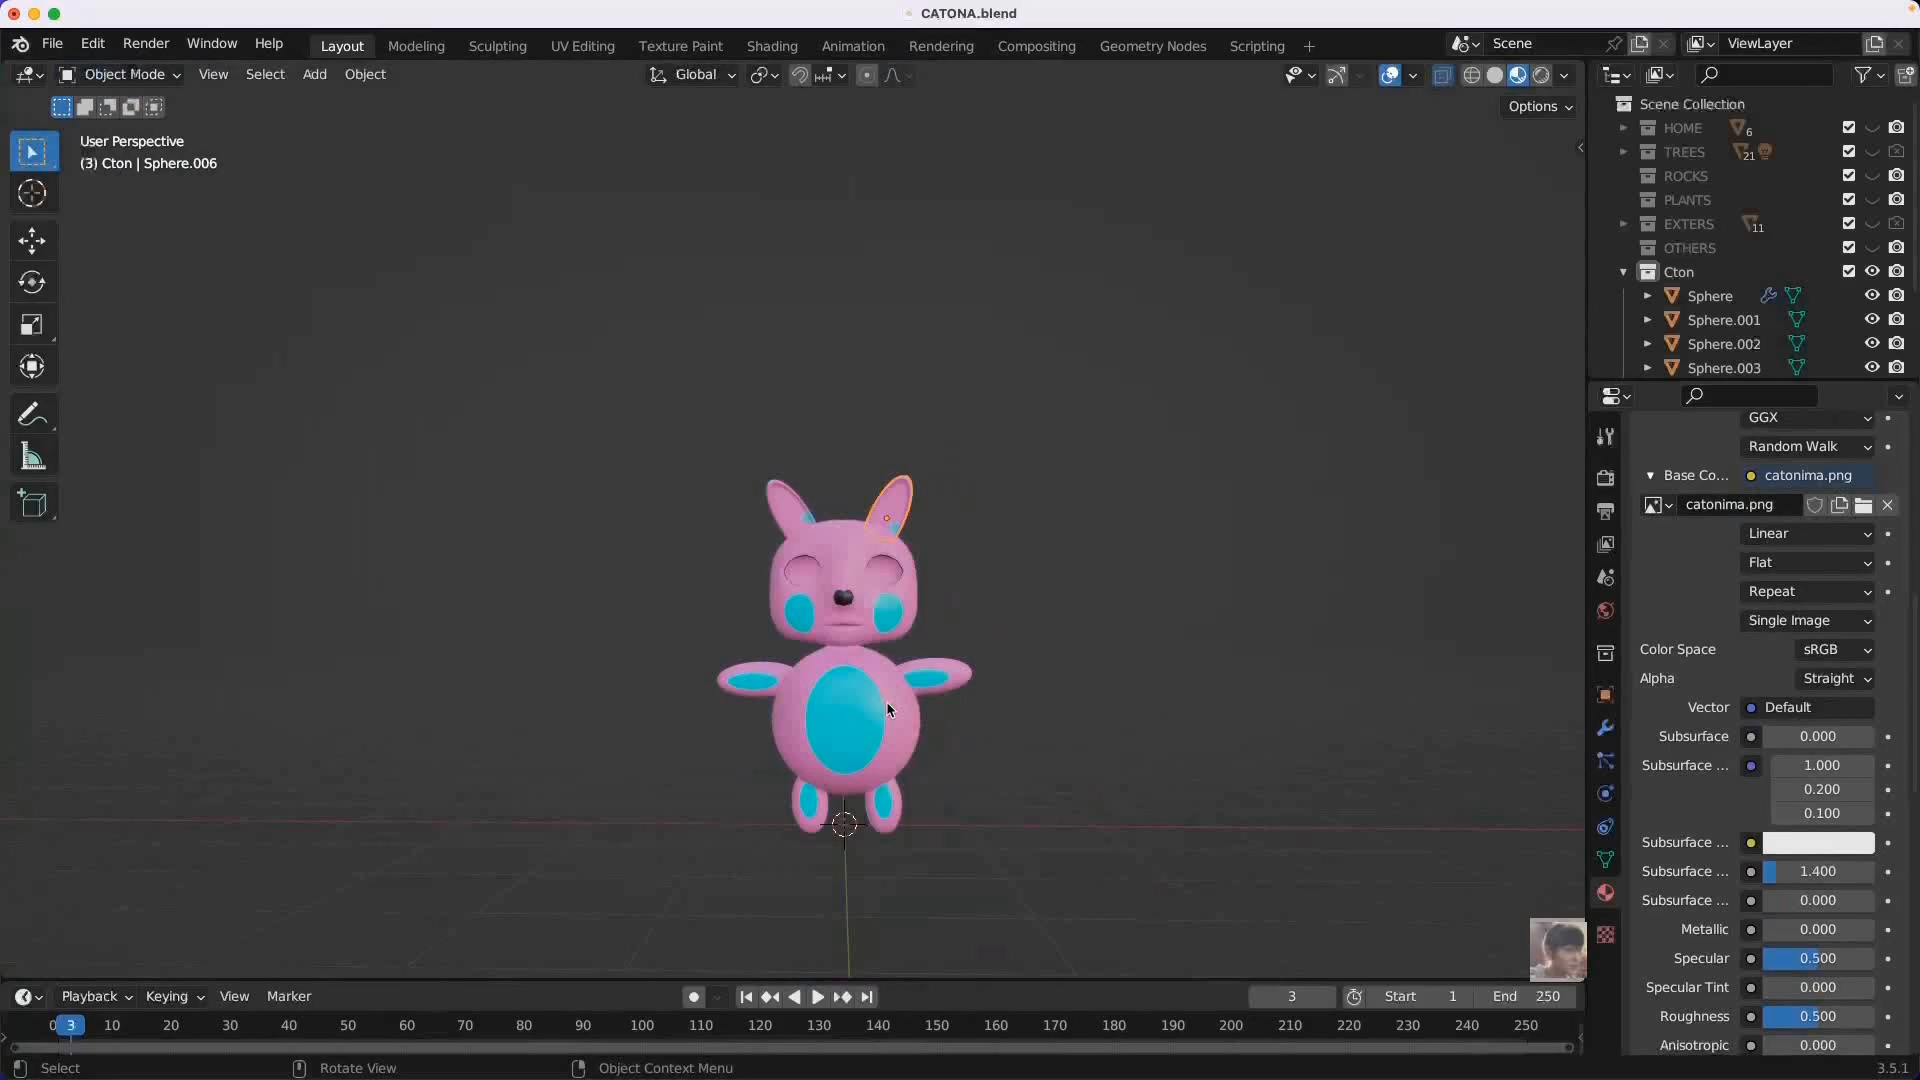 CATONA.blend
File Edit Render Window Help Layout Modeling Sculpting UV Editing Texture Paint Shading Animation Rendering Compositing Geometry Nodes Scripting + Scene ViewLayer
Object Mode View Select Add Object Global
Options
User Perspective
(3) Cton | Sphere.006
Scene Collection
HOME 6
TREES 21
ROCKS
PLANTS
EXTERS 11
OTHERS
Cton
Sphere
Sphere.001
Sphere.002
Sphere.003
GGX
Random Walk
Base Co... catonima.png
catonima.png
Linear
Flat
Repeat
Single Image
Color Space sRGB
Alpha Straight
Vector Default
Subsurface 0.000
Subsurface ... 1.000
0.200
0.100
Subsurface ...
Subsurface ... 1.400
Subsurface ... 0.000
Metallic 0.000
Specular 0.500
Specular Tint 0.000
Roughness 0.500
Anisotropic 0.000
Playback Keying View Marker 3 Start 1 End 250
0 3 10 20 30 40 50 60 70 80 90 100 110 120 130 140 150 160 170 180 190 200 210 220 230 240 250
Select Rotate View Object Context Menu 3.5.1